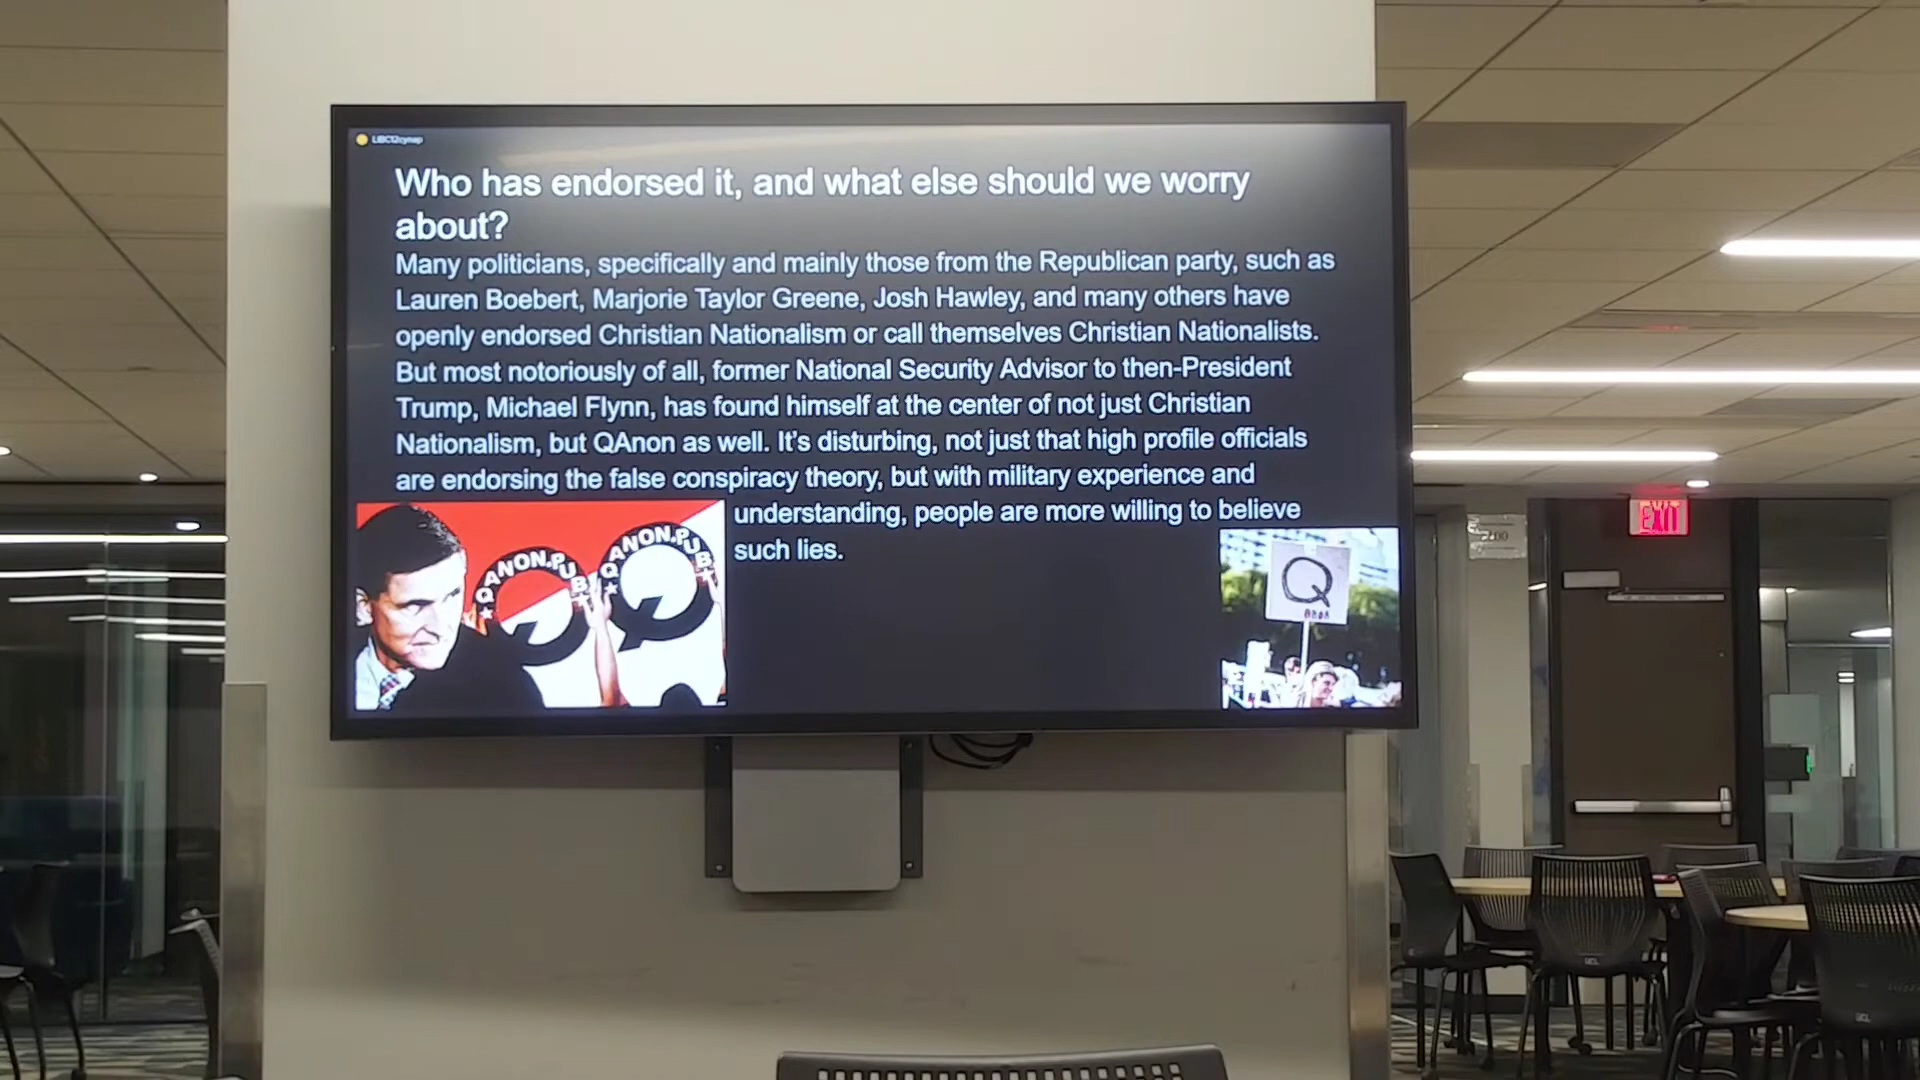 LIBC12cynap
Who has endorsed it, and what else should we worry
about?
Many politicians, specifically and mainly those from the Republican party, such as
Lauren Boebert, Marjorie Taylor Greene, Josh Hawley, and many others have
openly endorsed Christian Nationalism or call themselves Christian Nationalists.
But most notoriously of all, former National Security Advisor to then-President
Trump, Michael Flynn, has found himself at the center of not just Christian
Nationalism, but QAnon as well. It's disturbing, not just that high profile officials
are endorsing the false conspiracy theory, but with military experience and
understanding, people are more willing to believe
such lies.
QANON.PUB
QANON.PUB
Q
EXIT